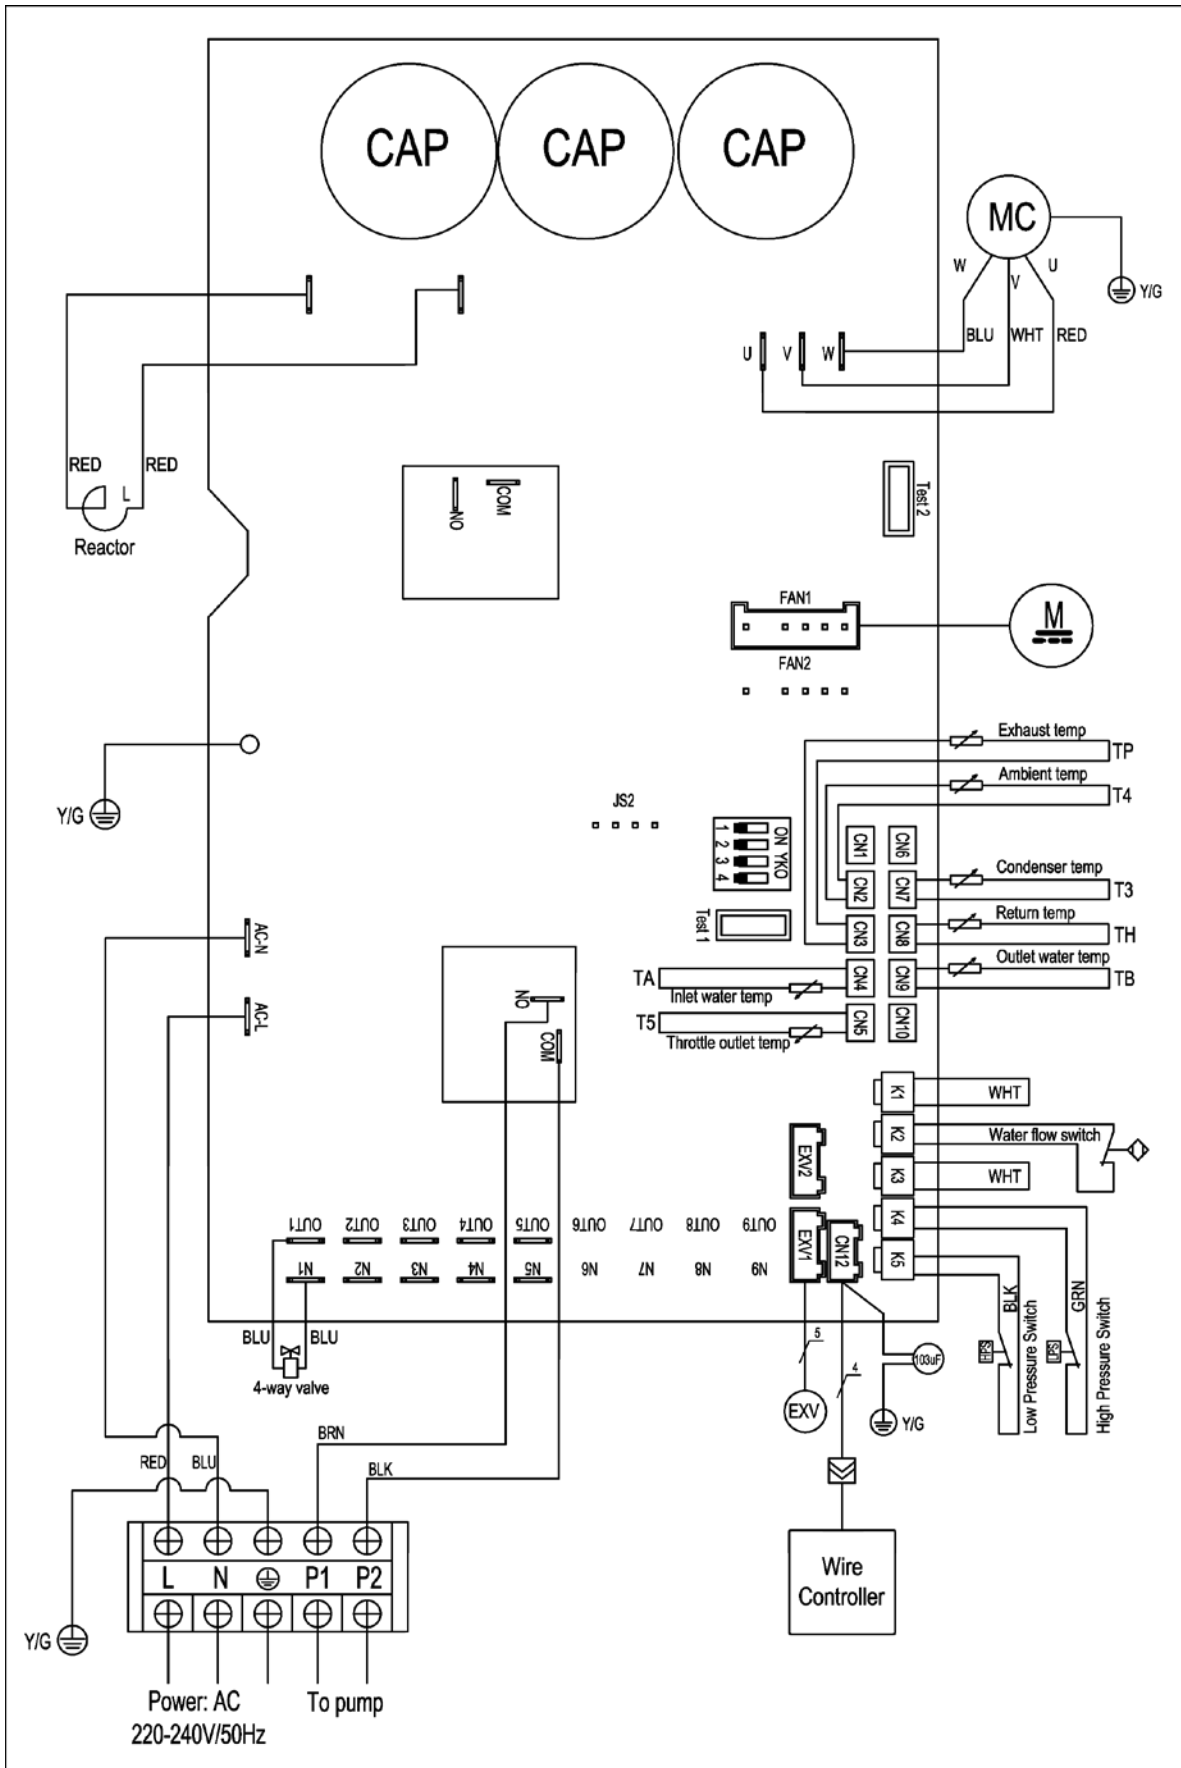 CAP
CAP
CAP
MC
W
V
U
Y/G
BLU
WHT
RED
U
V
W
RED
RED
L
Reactor
NO
COM
Test 2
FAN1
M
FAN2
Exhaust temp
TP
Ambient temp
T4
Y/G
JS2
1
2
3
4
ON YKO
CN1
CN6
Condenser temp
T3
CN2
CN7
Return temp
TH
Test 1
CN3
CN8
AC-N
Outlet water temp
TB
TA
Inlet water temp
CN4
CN9
AC-L
NO
COM
T5
Throttle outlet temp
CN5
CN10
K1
WHT
K2
Water flow switch
EXV2
K3
WHT
OUT1
OUT2
OUT3
OUT4
OUT5
OUT6
OUT7
OUT8
OUT9
K4
EXV1
CN12
K5
N1
N2
N3
N4
N5
N6
N7
N8
N9
BLK
GRN
BLU
BLU
4-way valve
5
4
103uF
HPS
Low Pressure Switch
LPS
High Pressure Switch
EXV
Y/G
BRN
RED
BLU
BLK
L
N
P1
P2
Wire
Controller
Y/G
Power: AC
220-240V/50Hz
To pump